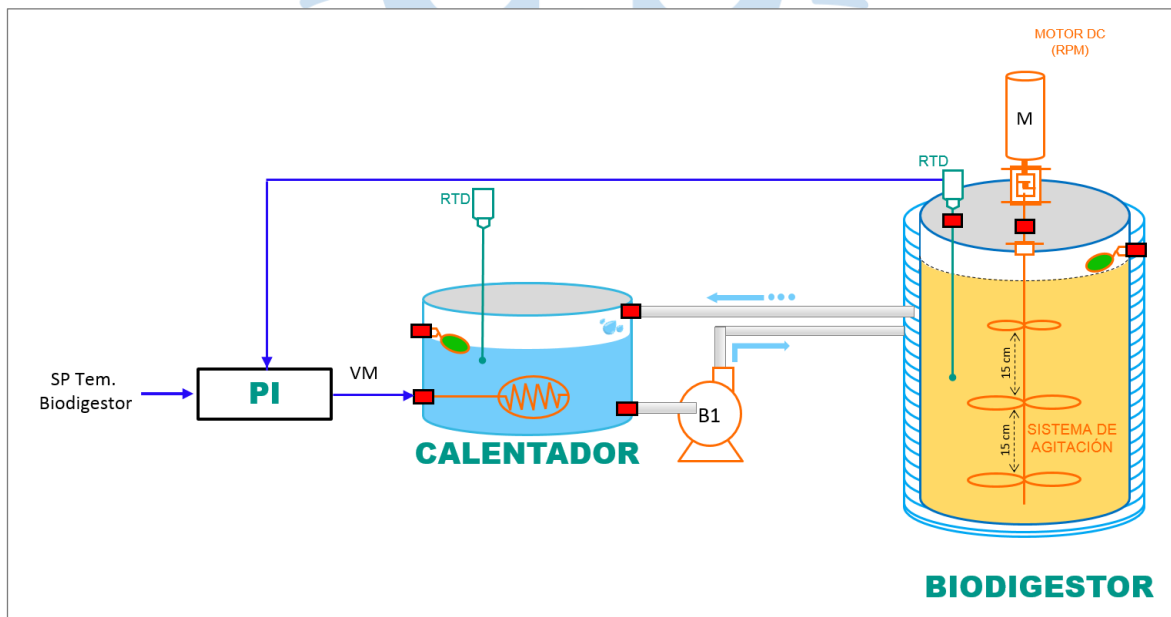 MOTOR DC
(RPM)
M
RTD
RTD
SP Tem.
Biodigestor
PI
VM
B1
CALENTADOR
15 cm
15 cm
SISTEMA DE
AGITACIÓN
BIODIGESTOR